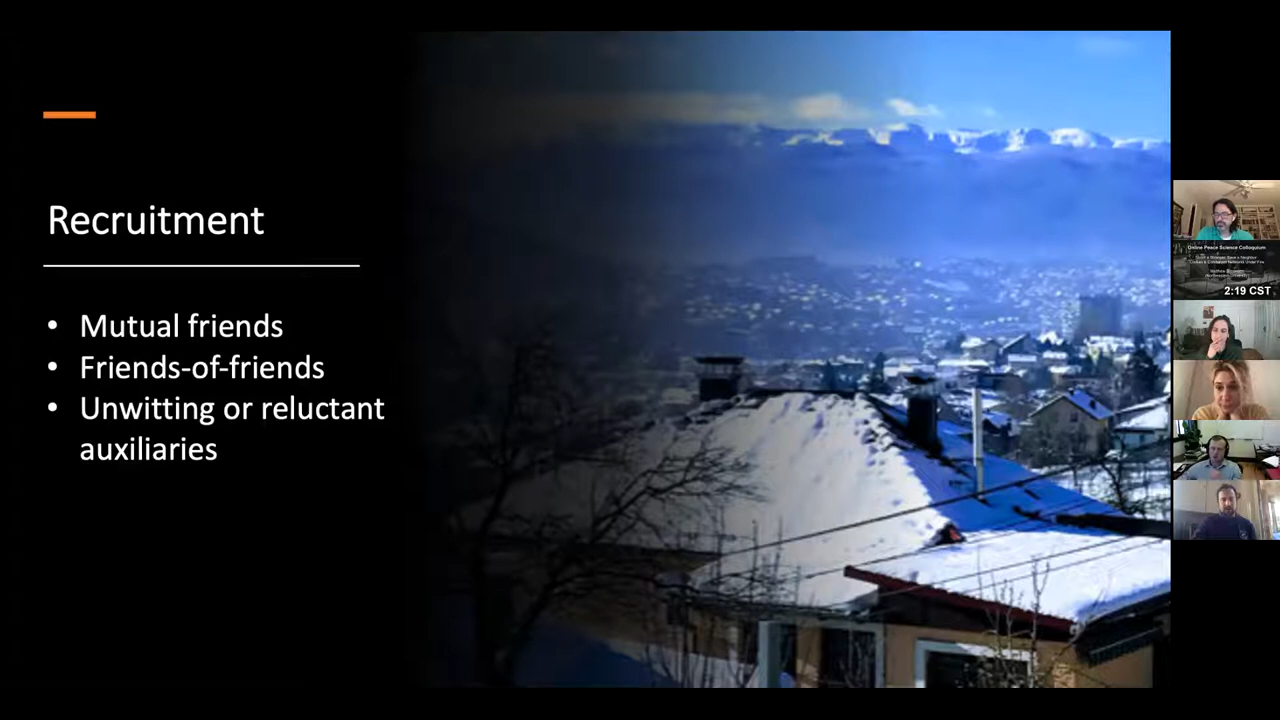 Recruitment
• Mutual friends
• Friends-of-friends
• Unwitting or reluctant
auxiliaries
Online Peace Science Colloquium
2:19 CST